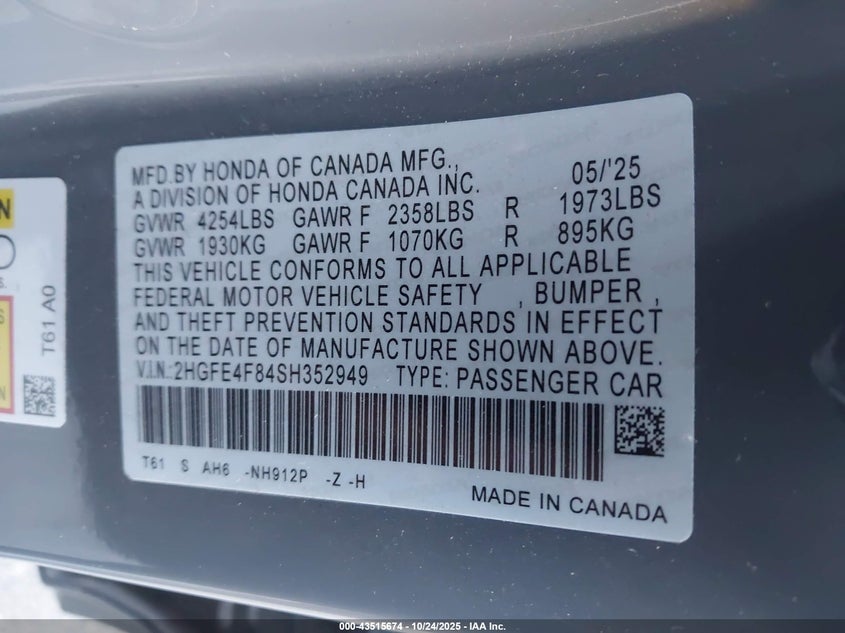 MFD.BY HONDA OF CANADA MFG., 05/'25
A DIVISION OF HONDA CANADA INC.
GVWR 4254LBS GAWR F 2358LBS R 1973LBS
GVWR 1930KG GAWR F 1070KG R 895KG
THIS VEHICLE CONFORMS TO ALL APPLICABLE
FEDERAL MOTOR VEHICLE SAFETY , BUMPER ,
AND THEFT PREVENTION STANDARDS IN EFFECT
ON THE DATE OF MANUFACTURE SHOWN ABOVE.
V.I.N.:2HGFE4F84SH352949 TYPE: PASSENGER CAR
T61 S AH6 -NH912P -Z -H
MADE IN CANADA
T61 A0
000-43515674 | 10/24/2025 | IAA Inc.